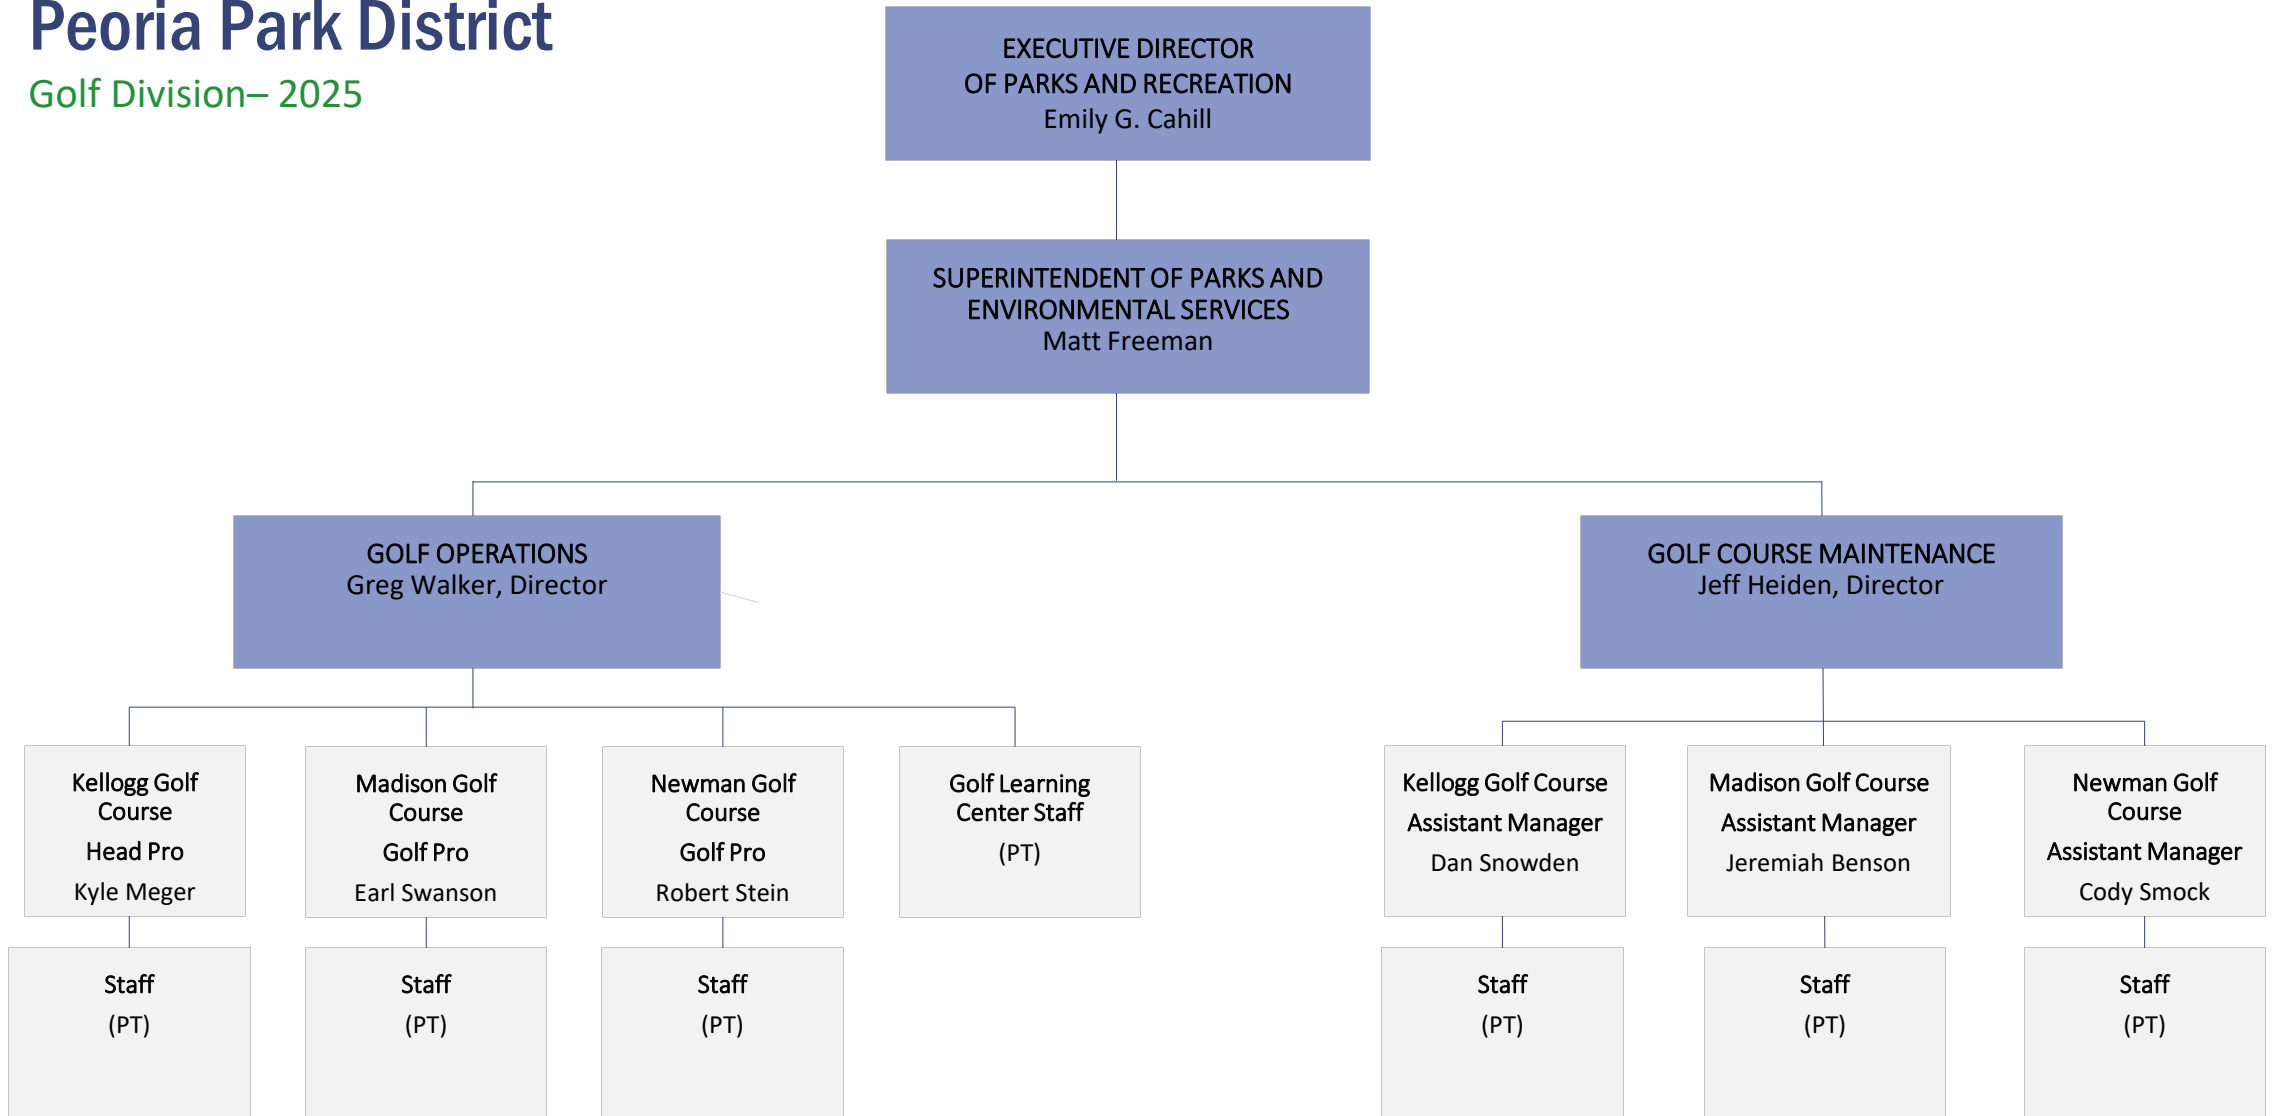 Peoria Park District
Golf Division– 2025
EXECUTIVE DIRECTOR
OF PARKS AND RECREATION
Emily G. Cahill
SUPERINTENDENT OF PARKS AND
ENVIRONMENTAL SERVICES
Matt Freeman
GOLF OPERATIONS
Greg Walker, Director
GOLF COURSE MAINTENANCE
Jeff Heiden, Director
Kellogg Golf
Course
Head Pro
Kyle Meger
Madison Golf
Course
Golf Pro
Earl Swanson
Newman Golf
Course
Golf Pro
Robert Stein
Golf Learning
Center Staff
(PT)
Kellogg Golf Course
Assistant Manager
Dan Snowden
Madison Golf Course
Assistant Manager
Jeremiah Benson
Newman Golf
Course
Assistant Manager
Cody Smock
Staff
(PT)
Staff
(PT)
Staff
(PT)
Staff
(PT)
Staff
(PT)
Staff
(PT)